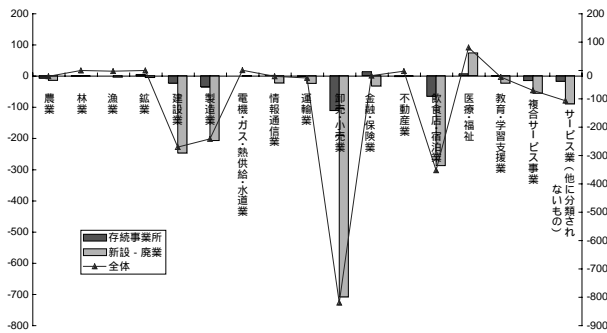 200
100
0
-100
-200
-300
-400
-500
-600
-700
-800
200
100
0
-100
-200
-300
-400
-500
-600
-700
-800
-900
農業
林業
漁業
鉱業
建設業
製造業
電機・ガス・熱供給・水道業
情報通信業
運輸業
卸売・小売業
金融・保険業
不動産業
飲食店・宿泊業
医療・福祉
教育・学習支援業
複合サービス事業
サービス業（他に分類され
ないもの）
存続事業所
新設 - 廃業
全体